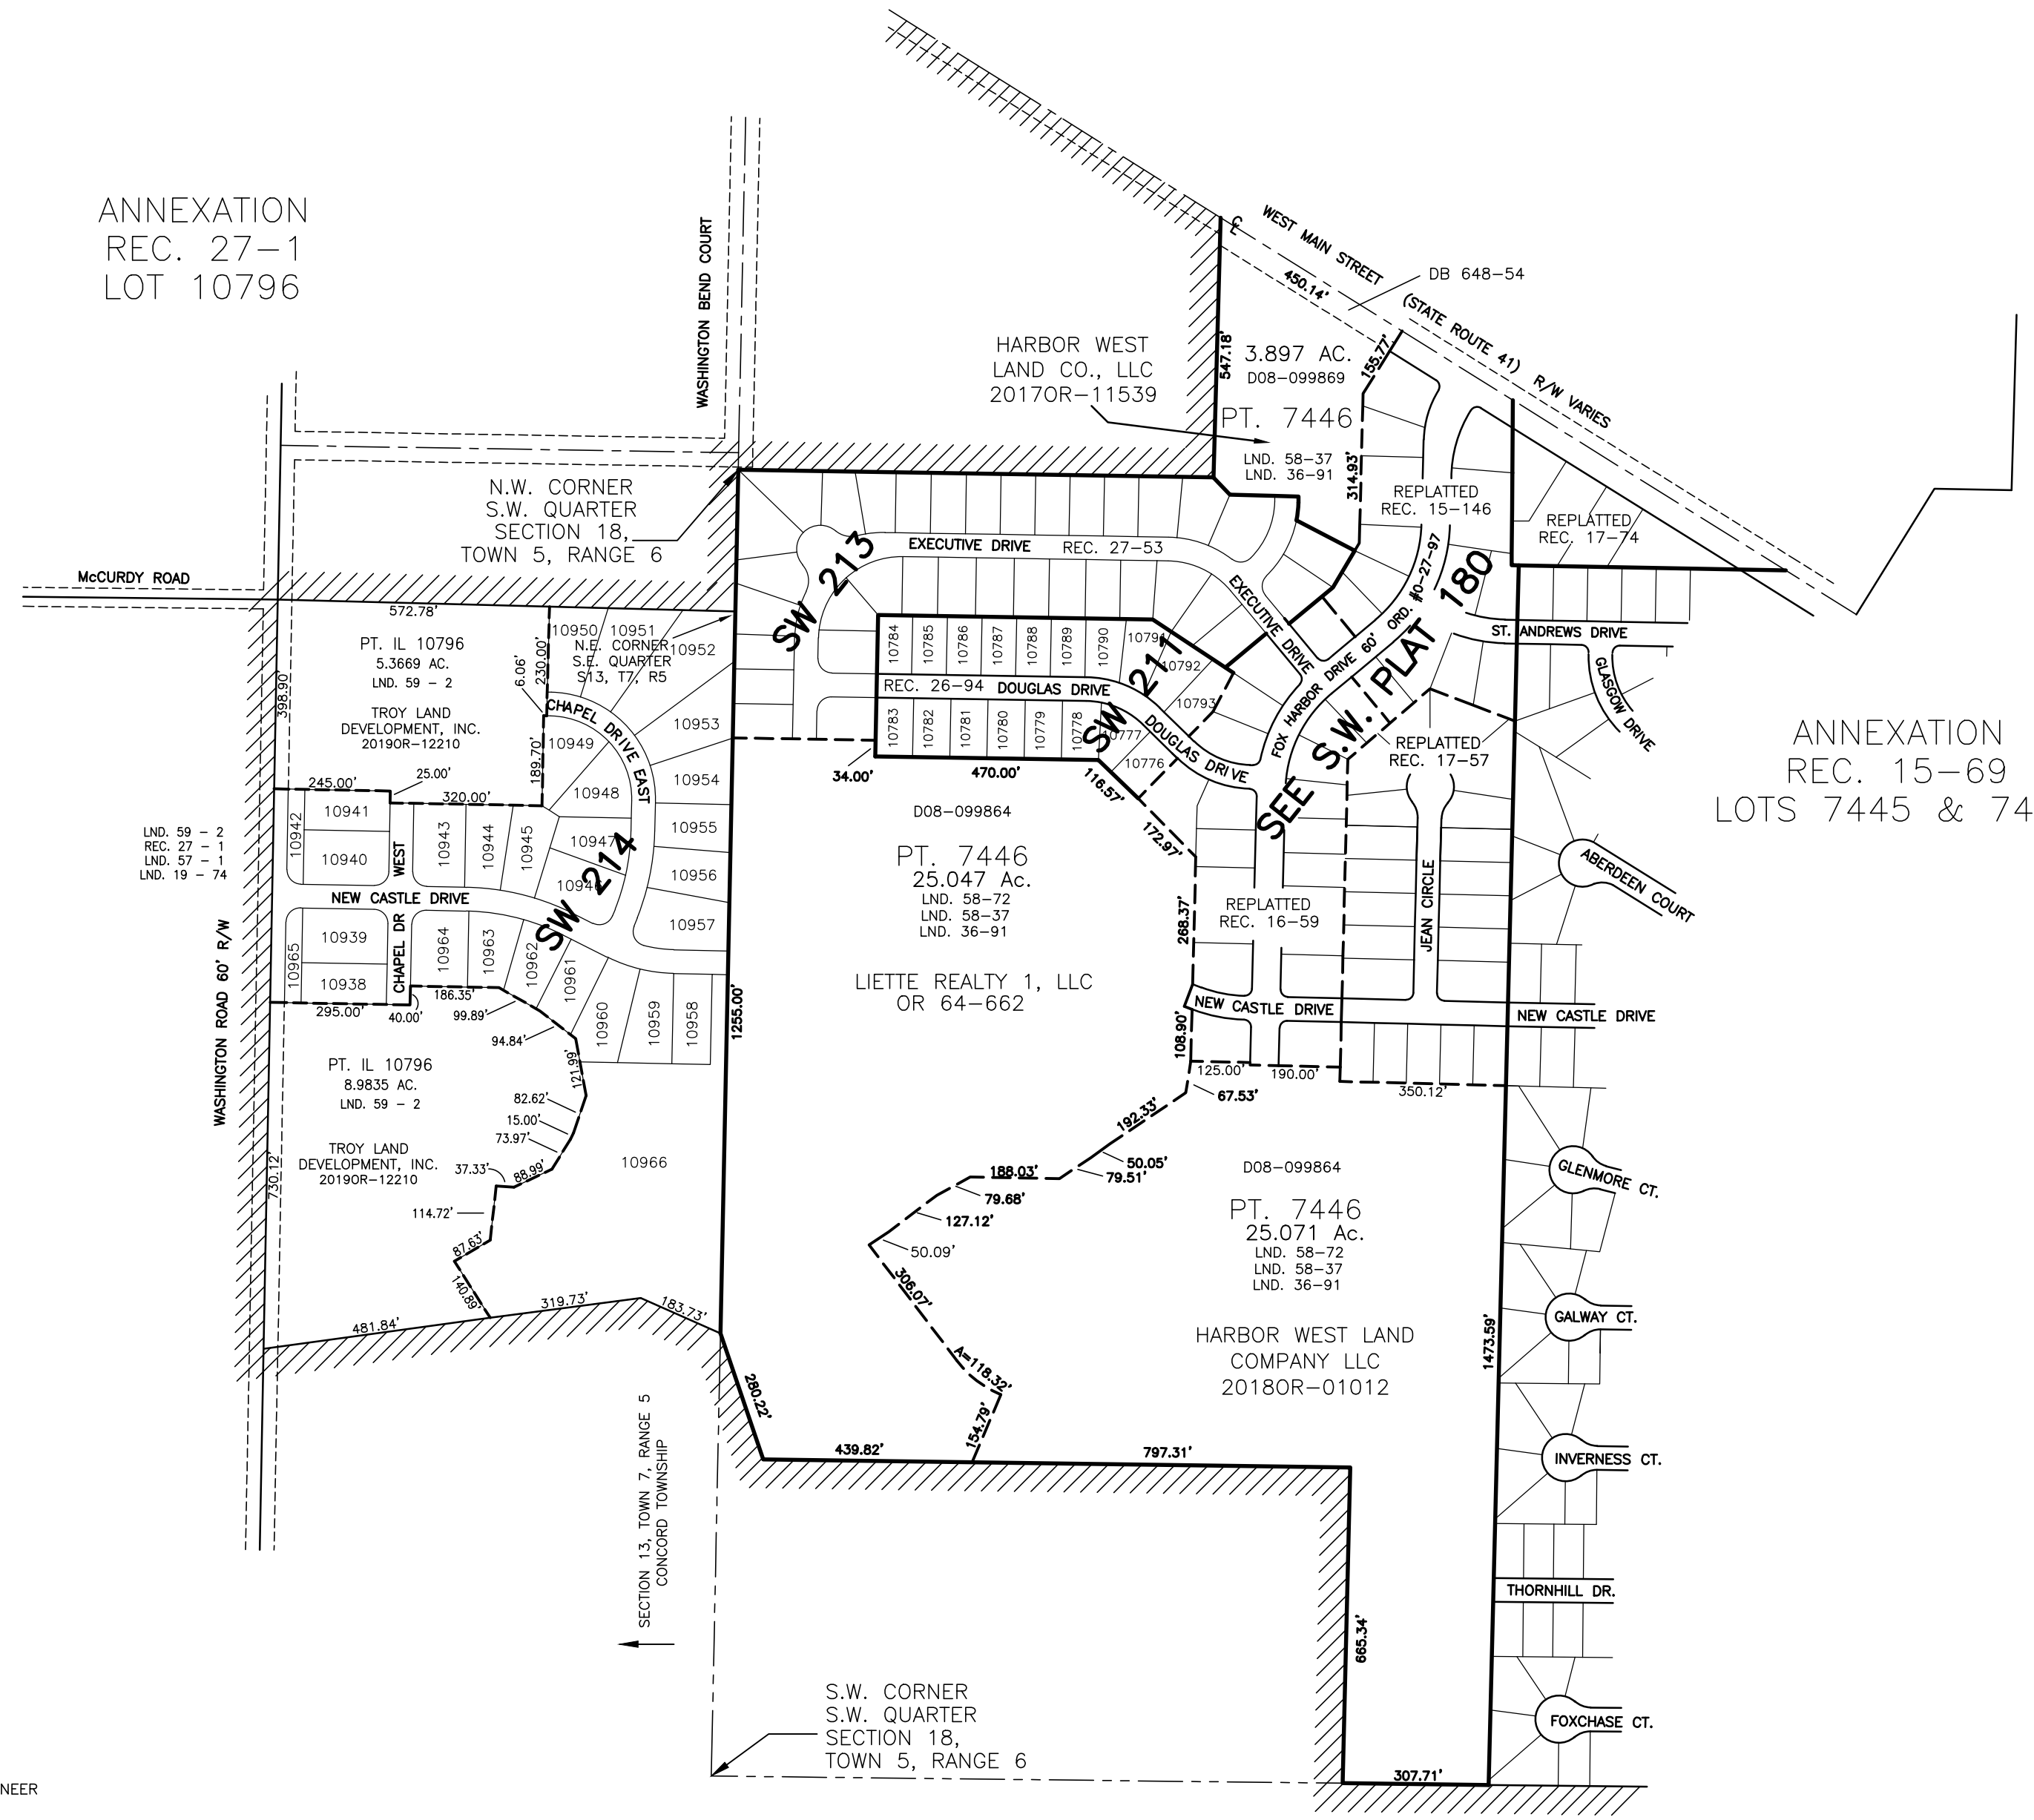 ANNEXATION
REC. 27-1
LOT 10796
WASHINGTON BEND COURT
C L
WEST MAIN STREET (STATE ROUTE 41) R/W VARIES
450.14'
DB 648-54
HARBOR WEST
LAND CO., LLC
2017OR-11539
547.18'
3.897 AC.
D08-099869
155.77'
PT. 7446
LND. 58-37
LND. 36-91
314.93'
REPLATTED
REC. 15-146
REPLATTED
REC. 17-74
N.W. CORNER
S.W. QUARTER
SECTION 18,
TOWN 5, RANGE 6
McCURDY ROAD
EXECUTIVE DRIVE
REC. 27-53
EXECUTIVE DRIVE
SW 213
FOX HARBOR DRIVE 60' ORD. #0-27-97
SEE S.W. PLAT 180
ST. ANDREWS DRIVE
GLASGOW DRIVE
572.78'
PT. IL 10796
5.3669 AC.
LND. 59 - 2
TROY LAND
DEVELOPMENT, INC.
2019OR-12210
398.90'
6.06'
230.00'
189.70'
10950
10951
N.E. CORNER
S.E. QUARTER
S13, T7, R5
10952
CHAPEL DRIVE EAST
10953
10949
10948
10954
10947
10955
10946
10956
10957
SW 214
10784
10785
10786
10787
10788
10789
10790
10791
10792
10793
REC. 26-94
DOUGLAS DRIVE
DOUGLAS DRIVE
10783
10782
10781
10780
10779
10778
10777
10776
SW 211
34.00'
470.00'
116.57'
172.97'
REPLATTED
REC. 17-57
ANNEXATION
REC. 15-69
LOTS 7445 & 74
245.00'
25.00'
320.00'
10942
10941
10940
10943
10944
10945
CHAPEL DR WEST
NEW CASTLE DRIVE
LND. 59 - 2
REC. 27 - 1
LND. 57 - 1
LND. 19 - 74
WASHINGTON ROAD 60' R/W
10965
10939
10938
10964
10963
10962
10961
10960
10959
10958
295.00'
40.00'
186.35'
99.89'
94.84'
121.99'
1255.00'
D08-099864
PT. 7446
25.047 Ac.
LND. 58-72
LND. 58-37
LND. 36-91
LIETTE REALTY 1, LLC
OR 64-662
268.37'
REPLATTED
REC. 16-59
JEAN CIRCLE
ABERDEEN COURT
NEW CASTLE DRIVE
NEW CASTLE DRIVE
108.90'
125.00'
190.00'
350.12'
67.53'
PT. IL 10796
8.9835 AC.
LND. 59 - 2
TROY LAND
DEVELOPMENT, INC.
2019OR-12210
730.12'
82.62'
15.00'
73.97'
37.33'
88.99'
114.72'
87.63'
140.89'
10966
481.84'
319.73'
183.73'
192.33'
50.05'
79.51'
188.03'
79.68'
127.12'
50.09'
306.07'
A=118.32'
154.79'
D08-099864
PT. 7446
25.071 Ac.
LND. 58-72
LND. 58-37
LND. 36-91
HARBOR WEST LAND
COMPANY LLC
2018OR-01012
GLENMORE CT.
GALWAY CT.
INVERNESS CT.
THORNHILL DR.
FOXCHASE CT.
1473.59'
280.22'
439.82'
797.31'
665.34'
307.71'
SECTION 13, TOWN 7, RANGE 5
CONCORD TOWNSHIP
S.W. CORNER
S.W. QUARTER
SECTION 18,
TOWN 5, RANGE 6
NEER